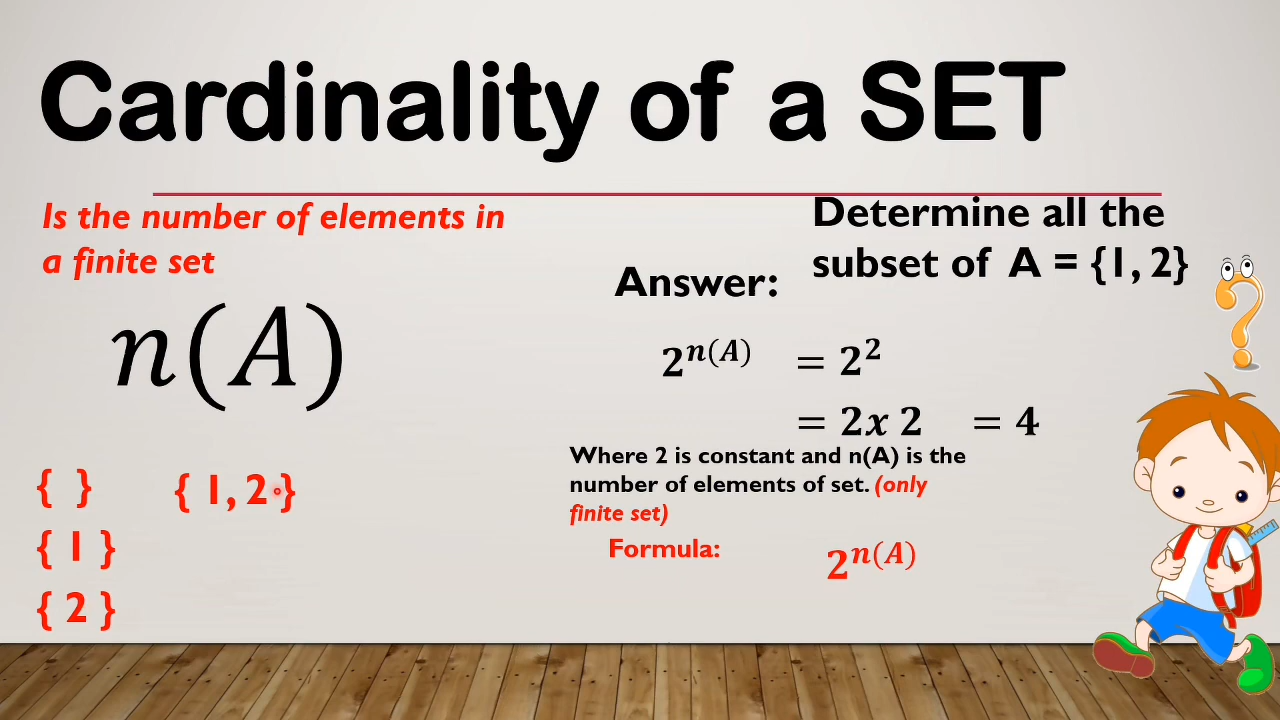 Cardinality of a SET
Is the number of elements in
a finite set
n(A)
{ }
{ 1, 2 }
{ 1 }
{ 2 }
Determine all the
subset of A = {1, 2}
Answer:
2^{n(A)} = 2^2
= 2x 2 = 4
Where 2 is constant and n(A) is the
number of elements of set. (only
finite set)
Formula: 2^{n(A)}